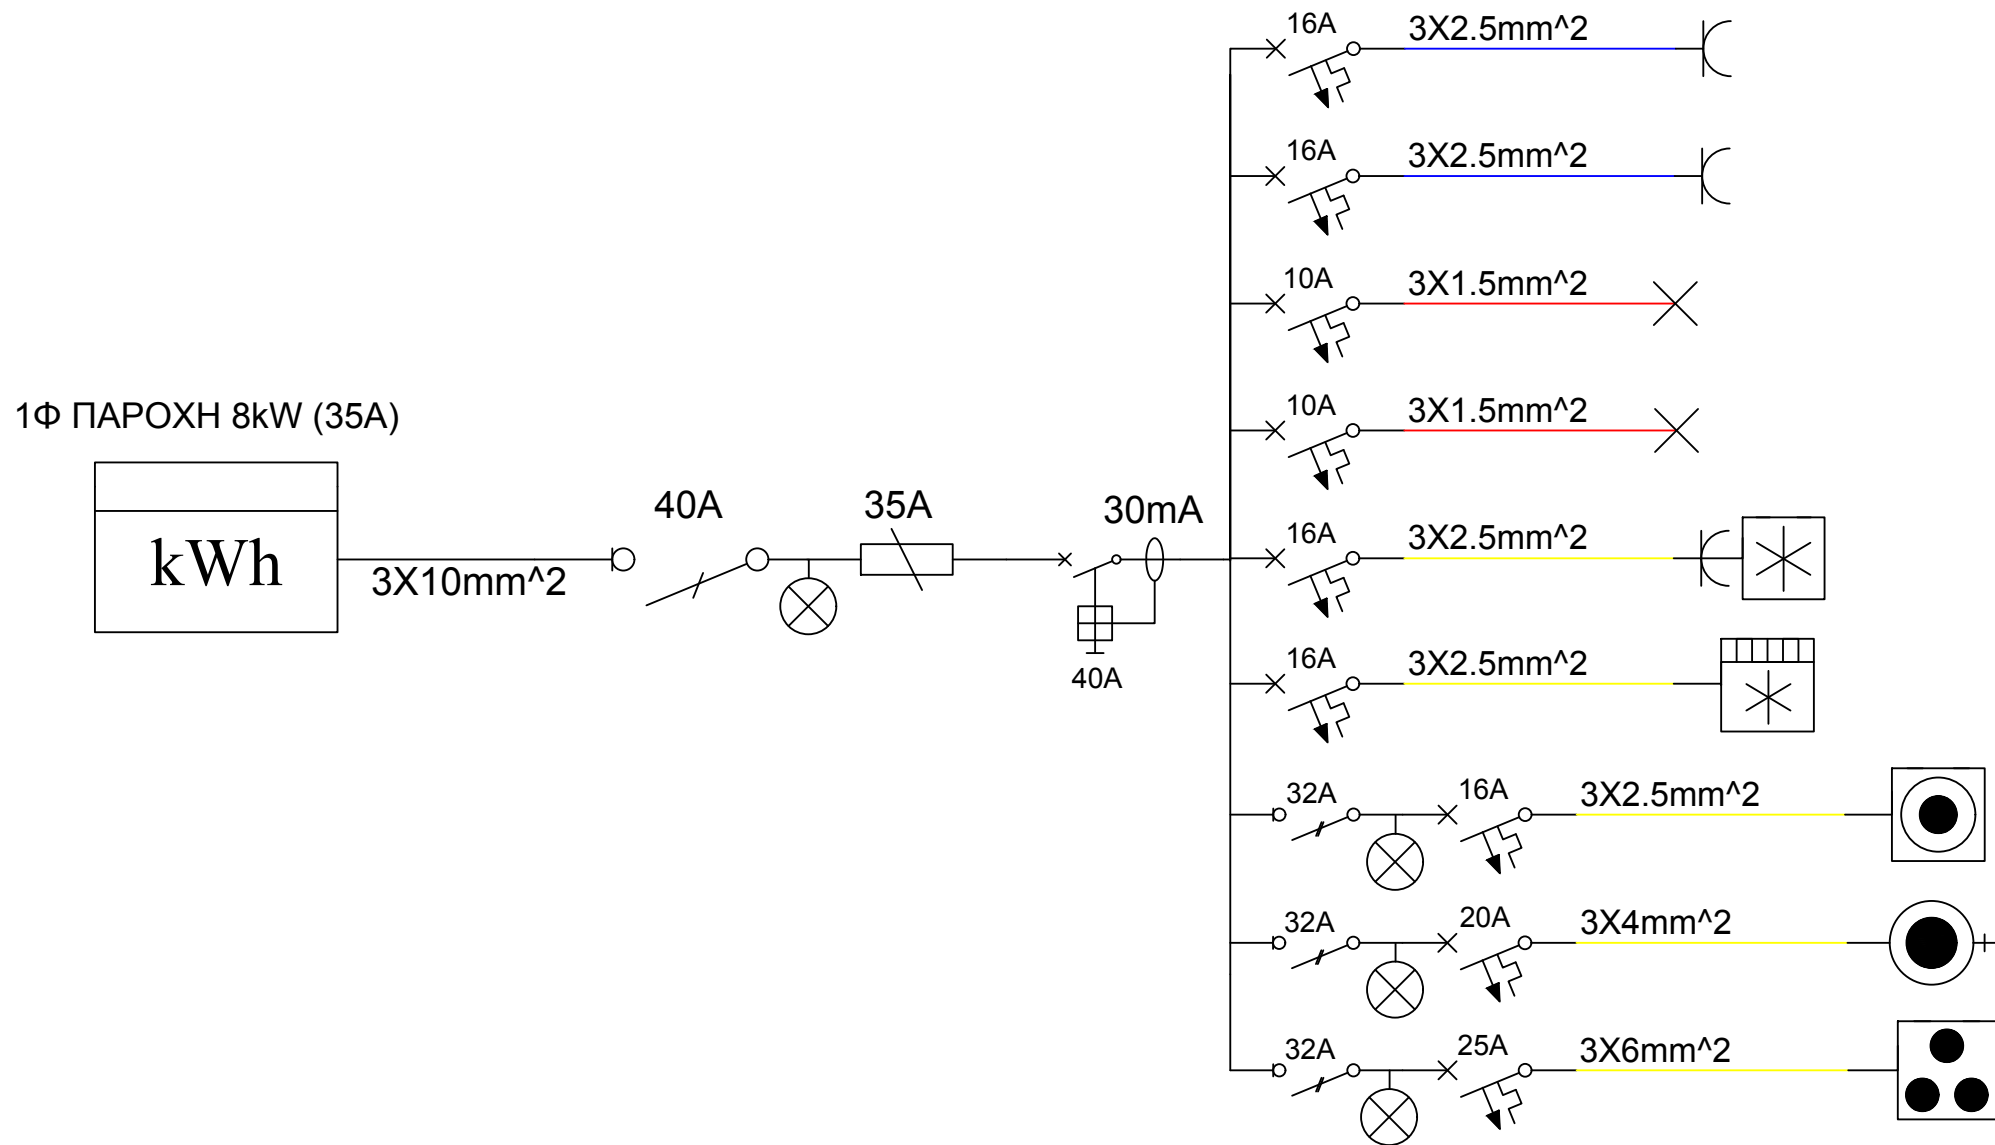 16A 3X2.5mm^2
16A 3X2.5mm^2
10A 3X1.5mm^2
10A 3X1.5mm^2
1Φ ΠΑΡΟΧΗ 8kW (35A)
kWh
3X10mm^2
40A
35A
30mA
40A
16A 3X2.5mm^2
16A 3X2.5mm^2
32A 16A 3X2.5mm^2
32A 20A 3X4mm^2
32A 25A 3X6mm^2